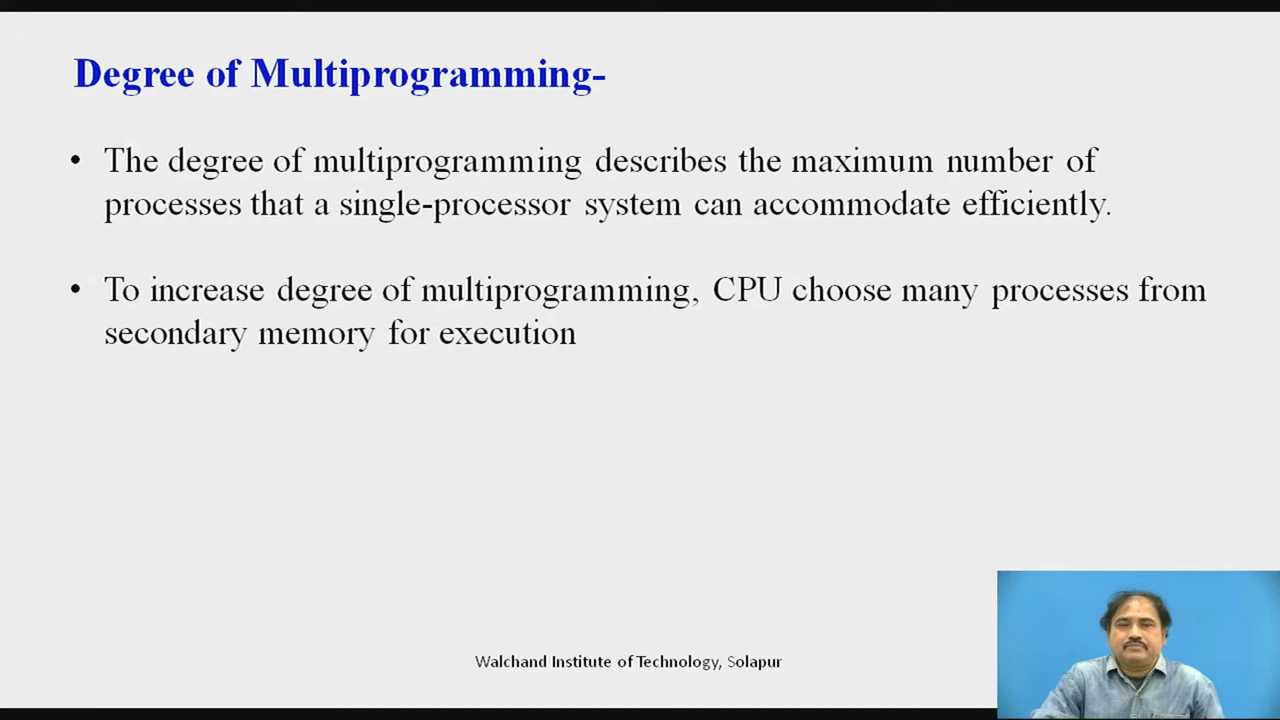 Degree of Multiprogramming-
• The degree of multiprogramming describes the maximum number of
processes that a single-processor system can accommodate efficiently.
• To increase degree of multiprogramming, CPU choose many processes from
secondary memory for execution
Walchand Institute of Technology, Solapur